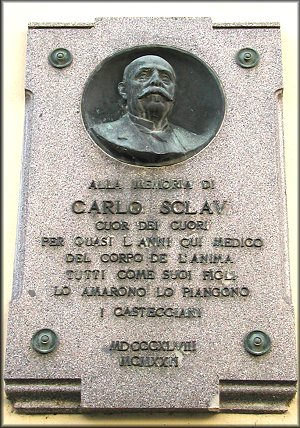 ALLA MEMORIA DI
CARLO SCLAVI
CUOR DEI CUORI
PER QUASI L ANNI QUI MEDICO
DEL CORPO DE L'ANIMA
TUTTI COME SUOI FIGLI
LO AMARONO LO PIANGONO
I CASTEGGIANI
MDCCCXLVIII
MCMXXII